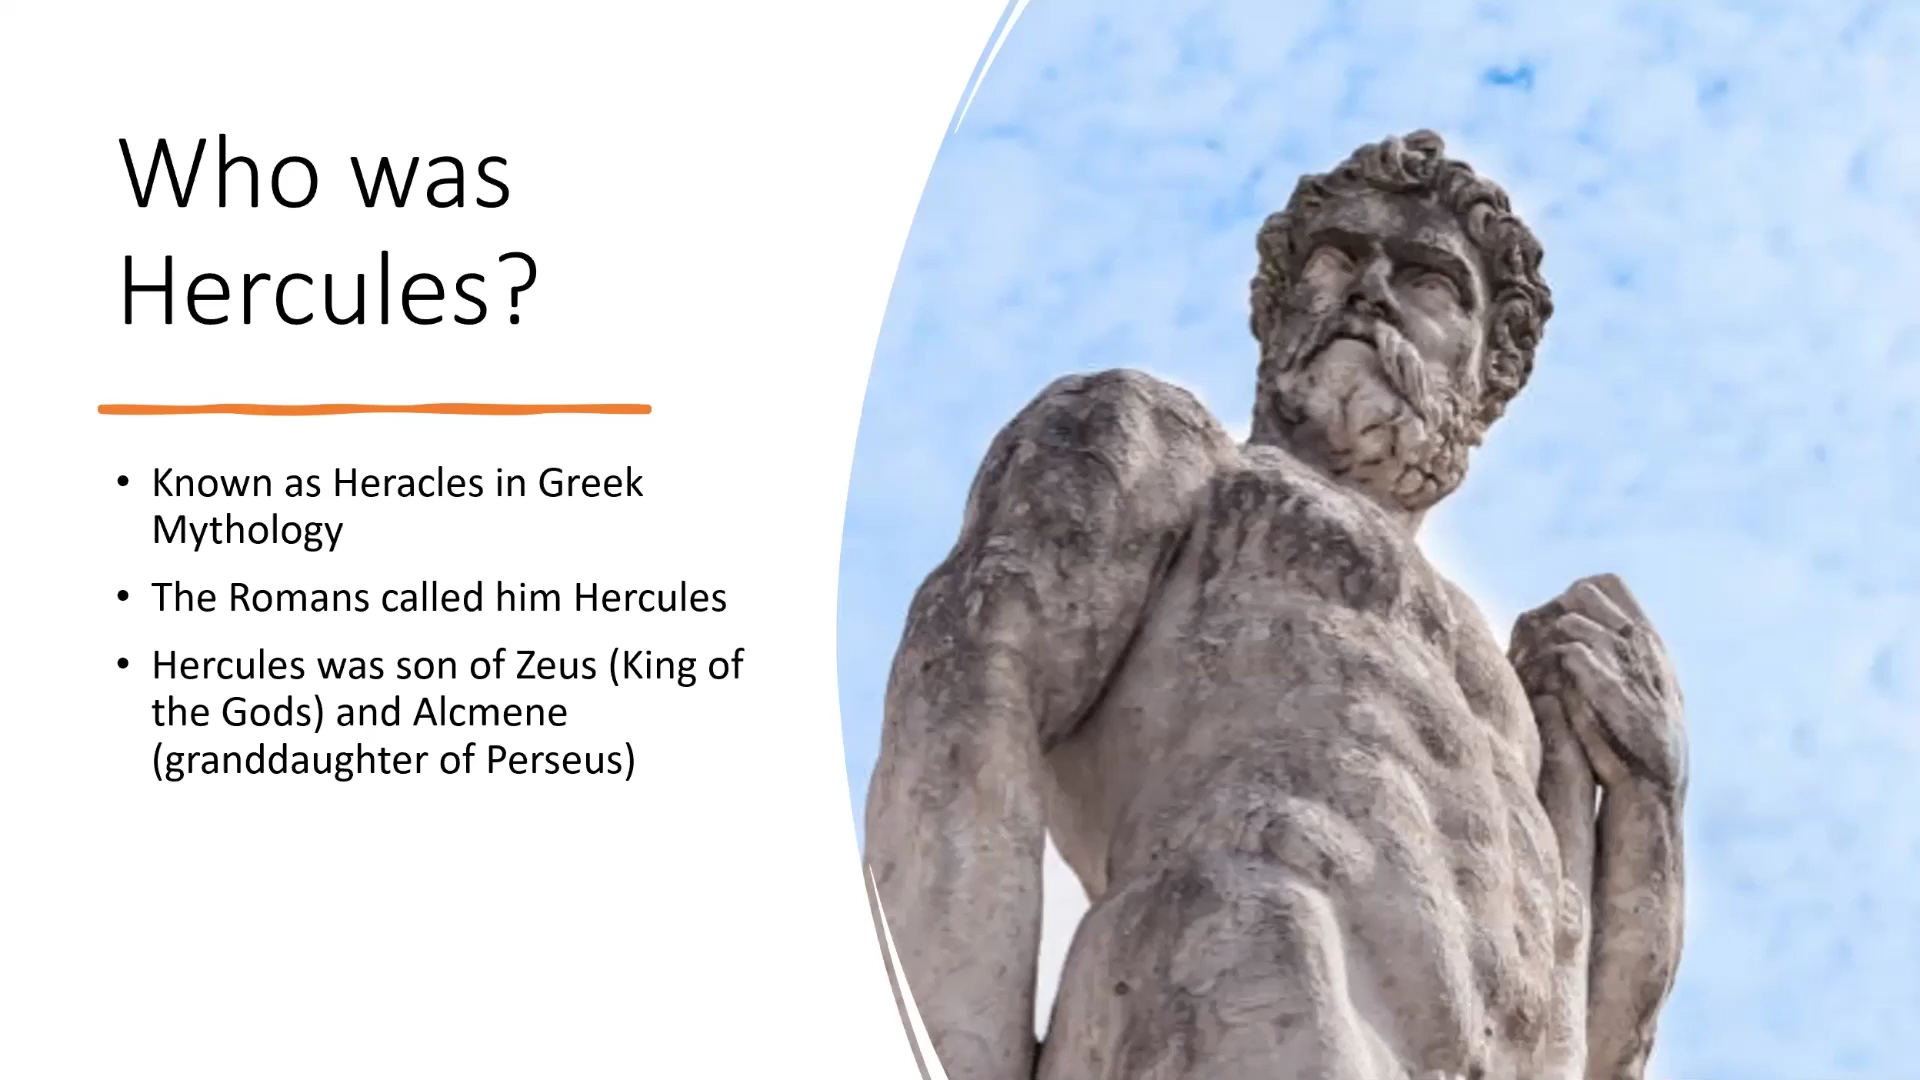 Who was
Hercules?
• Known as Heracles in Greek
Mythology
• The Romans called him Hercules
• Hercules was son of Zeus (King of
the Gods) and Alcmene
(granddaughter of Perseus)